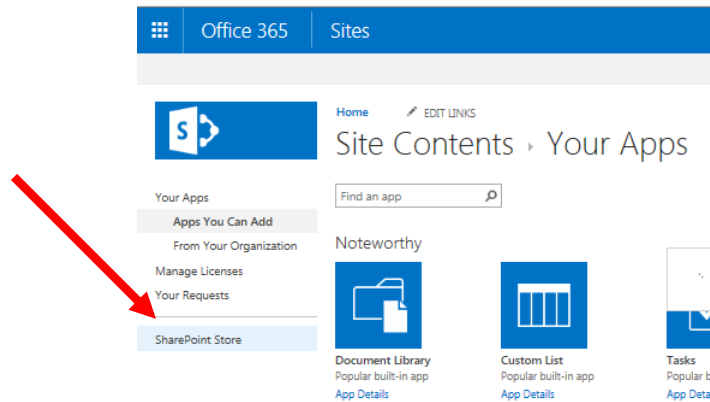 Office 365 Sites
S
Home EDIT LINKS
Site Contents Your Apps
Find an app
Your Apps
Apps You Can Add
From Your Organization
Manage Licenses
Your Requests
SharePoint Store
Noteworthy
Document Library
Popular built-in app
App Details
Custom List
Popular built-in app
App Details
Tasks
Popular b
App Deta